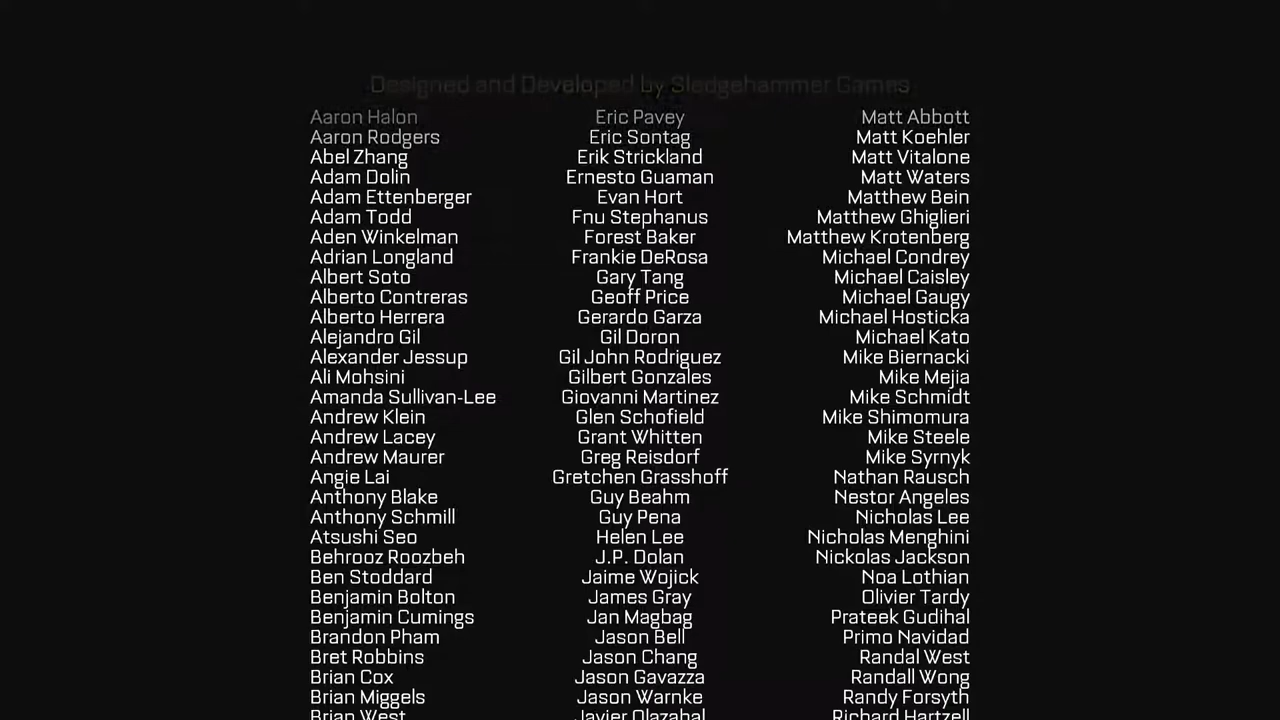 Designed and Developed by Sledgehammer Games
Aaron Halon Eric Pavey Matt Abbott
Aaron Rodgers Eric Sontag Matt Koehler
Abel Zhang Erik Strickland Matt Vitalone
Adam Dolin Ernesto Guaman Matt Waters
Adam Ettenberger Evan Hort Matthew Bein
Adam Todd Fnu Stephanus Matthew Ghiglieri
Aden Winkelman Forest Baker Matthew Krotenberg
Adrian Longland Frankie DeRosa Michael Condrey
Albert Soto Gary Tang Michael Caisley
Alberto Contreras Geoff Price Michael Gaugy
Alberto Herrera Gerardo Garza Michael Hosticka
Alejandro Gil Gil Doron Michael Kato
Alexander Jessup Gil John Rodriguez Mike Biernacki
Ali Mohsini Gilbert Gonzales Mike Mejia
Amanda Sullivan-Lee Giovanni Martinez Mike Schmidt
Andrew Klein Glen Schofield Mike Shimomura
Andrew Lacey Grant Whitten Mike Steele
Andrew Maurer Greg Reisdorf Mike Syrnyk
Angie Lai Gretchen Grasshoff Nathan Rausch
Anthony Blake Guy Beahm Nestor Angeles
Anthony Schmill Guy Pena Nicholas Lee
Atsushi Seo Helen Lee Nicholas Menghini
Behrooz Roozbeh J.P. Dolan Nickolas Jackson
Ben Stoddard Jaime Wojick Noa Lothian
Benjamin Bolton James Gray Olivier Tardy
Benjamin Cumings Jan Magbag Prateek Gudihal
Brandon Pham Jason Bell Primo Navidad
Bret Robbins Jason Chang Randal West
Brian Cox Jason Gavazza Randall Wong
Brian Miggels Jason Warnke Randy Forsyth
Brian West Javier Olazabal Richard Hartzell